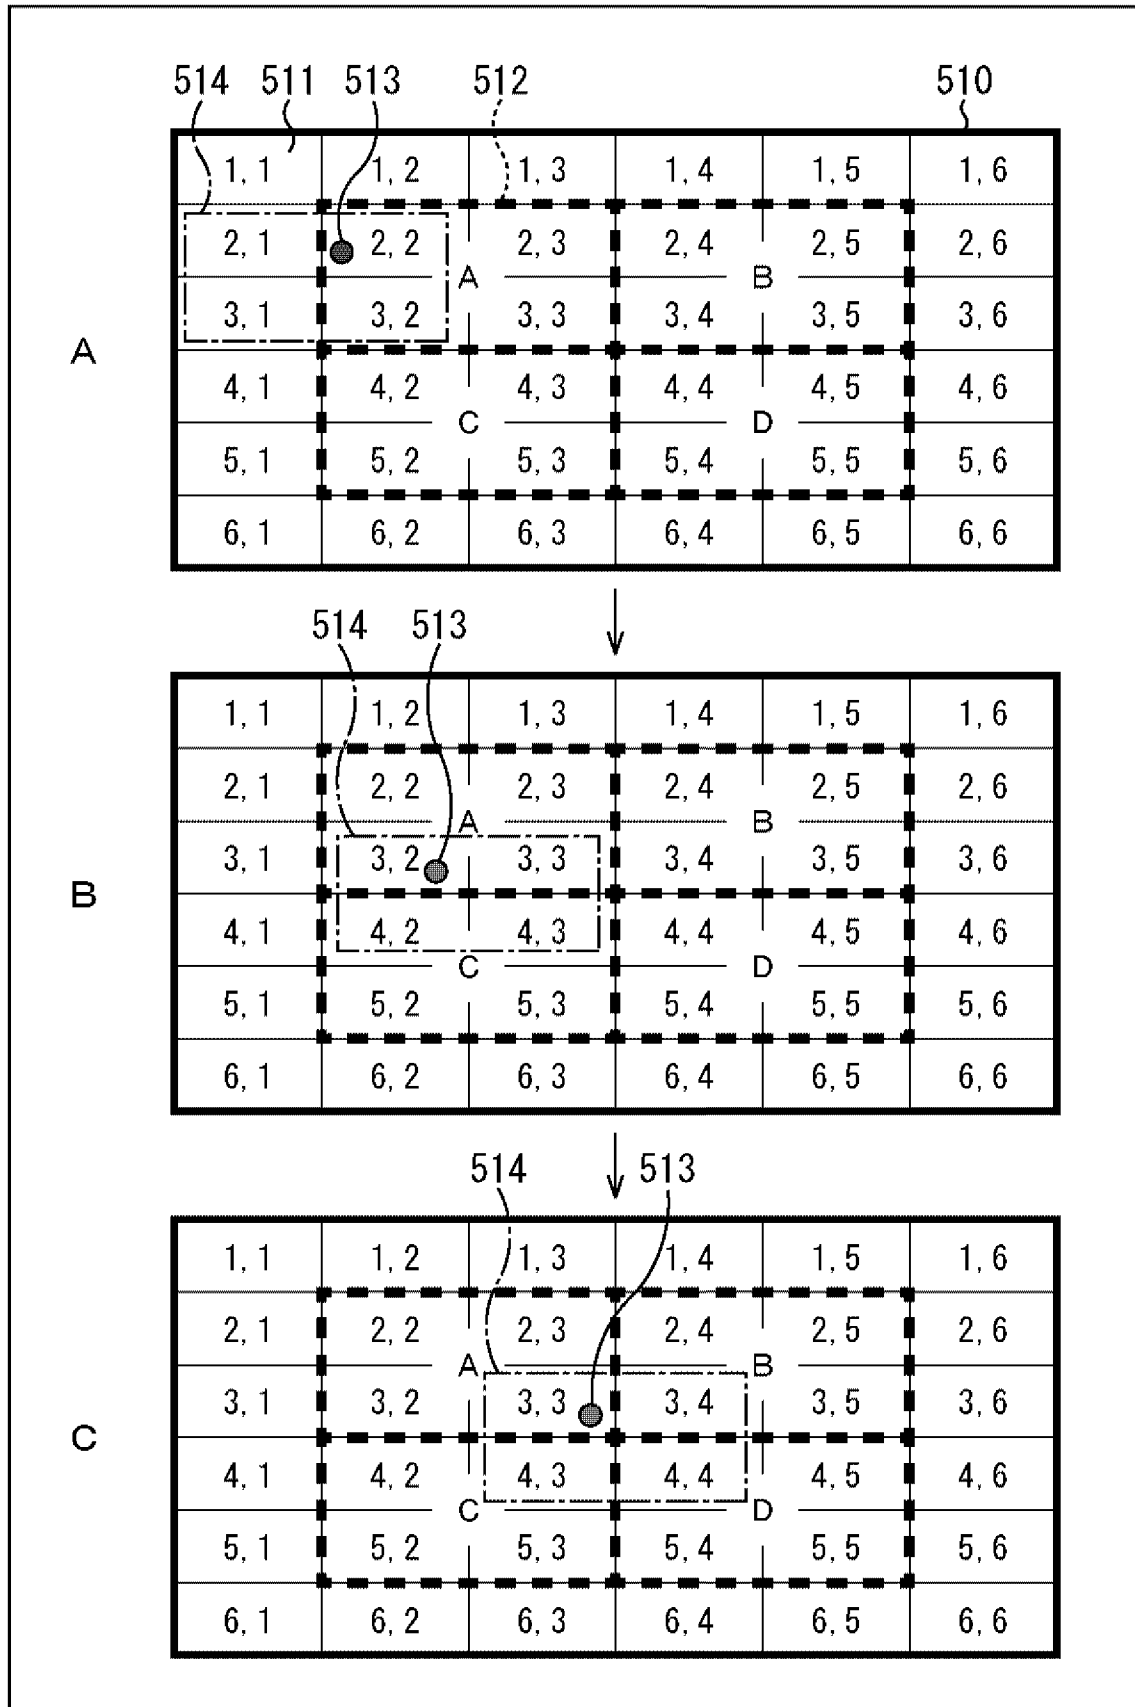 514 511 513 512 510
1,1 1,2 1,3 1,4 1,5 1,6
2,1 2,2 2,3 2,4 2,5 2,6
A B
3,1 3,2 3,3 3,4 3,5 3,6
A
4,1 4,2 4,3 4,4 4,5 4,6
C D
5,1 5,2 5,3 5,4 5,5 5,6
6,1 6,2 6,3 6,4 6,5 6,6
514 513
1,1 1,2 1,3 1,4 1,5 1,6
2,1 2,2 2,3 2,4 2,5 2,6
A B
3,1 3,2 3,3 3,4 3,5 3,6
B
4,1 4,2 4,3 4,4 4,5 4,6
C D
5,1 5,2 5,3 5,4 5,5 5,6
6,1 6,2 6,3 6,4 6,5 6,6
514 513
1,1 1,2 1,3 1,4 1,5 1,6
2,1 2,2 2,3 2,4 2,5 2,6
A B
3,1 3,2 3,3 3,4 3,5 3,6
C
4,1 4,2 4,3 4,4 4,5 4,6
C D
5,1 5,2 5,3 5,4 5,5 5,6
6,1 6,2 6,3 6,4 6,5 6,6